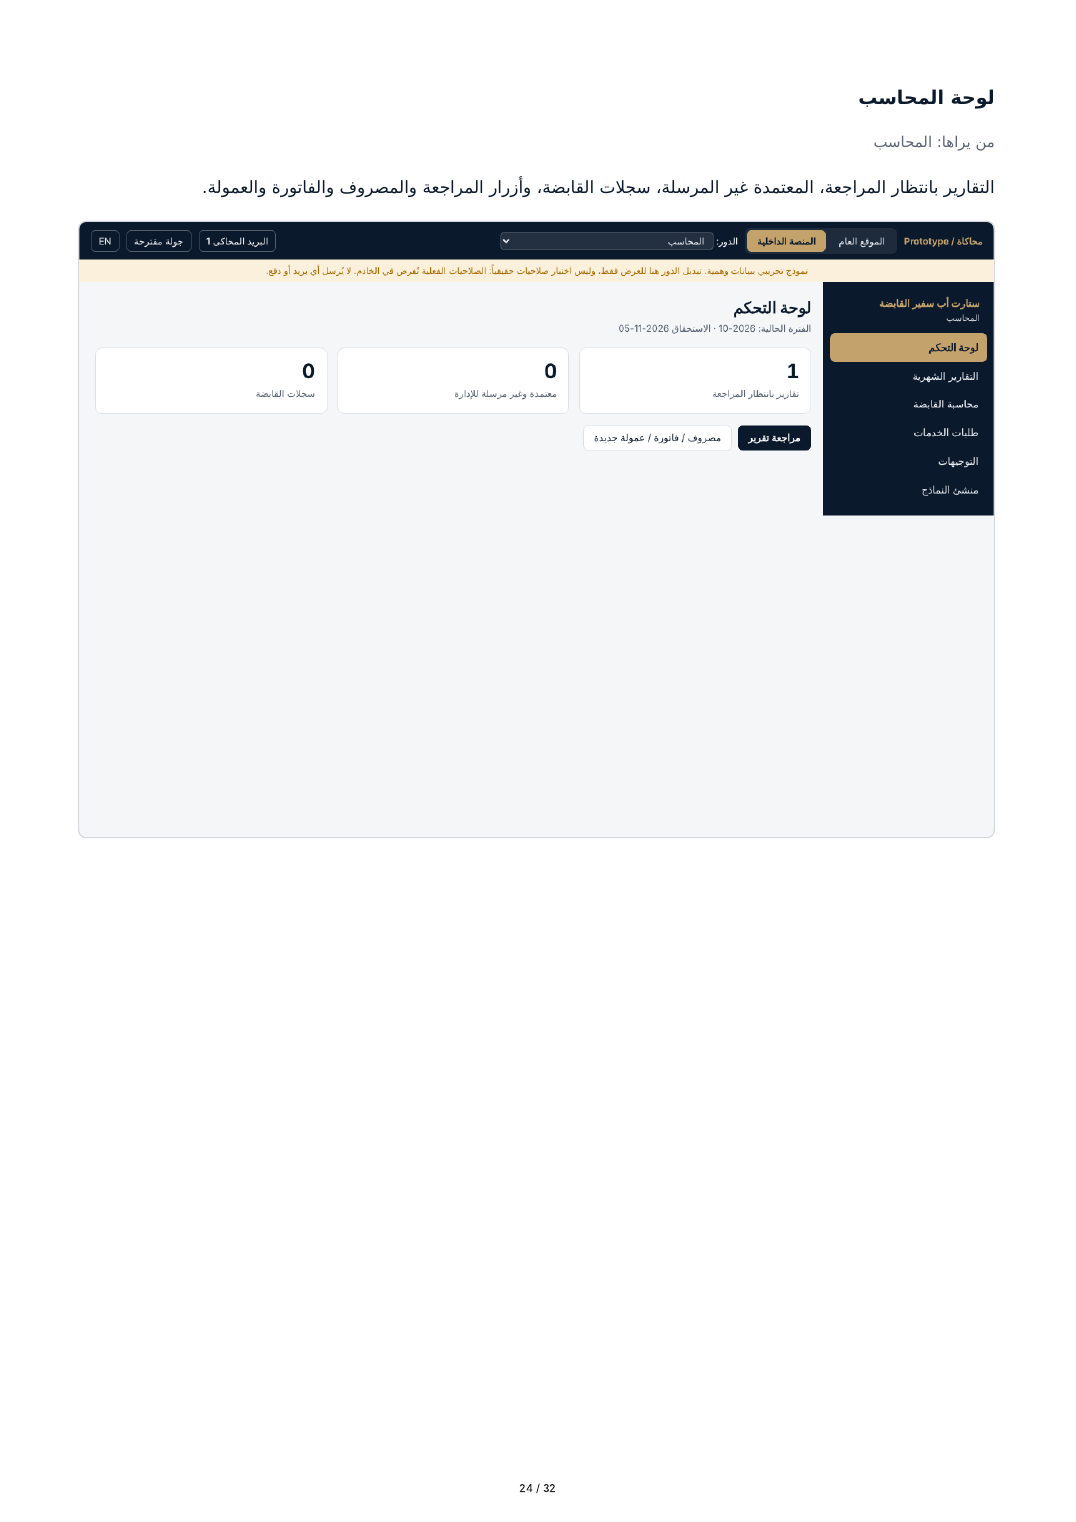 لوحة المحاسب
من يراها: المحاسب
التقارير بانتظار المراجعة، المعتمدة غير المرسلة، سجلات القابضة، وأزرار المراجعة والمصروف والفاتورة والعمولة.
محاكاة / Prototype
الموقع العام
المنصة الداخلية
الدور:
المحاسب
البريد المحاكى 1
جولة مقترحة
EN
نموذج تجريبي ببيانات وهمية. تبديل الدور هنا للعرض فقط، وليس اختبار صلاحيات حقيقياً: الصلاحيات الفعلية تُفرض في الخادم. لا يُرسل أي بريد أو دفع.
ستارت أب سفير القابضة
المحاسب
لوحة التحكم
التقارير الشهرية
محاسبة القابضة
طلبات الخدمات
التوجيهات
منشئ النماذج
لوحة التحكم
الفترة الحالية: 2026-10 · الاستحقاق 2026-11-05
1
تقارير بانتظار المراجعة
0
معتمدة وغير مرسلة للإدارة
0
سجلات القابضة
مراجعة تقرير
مصروف / فاتورة / عمولة جديدة
24 / 32